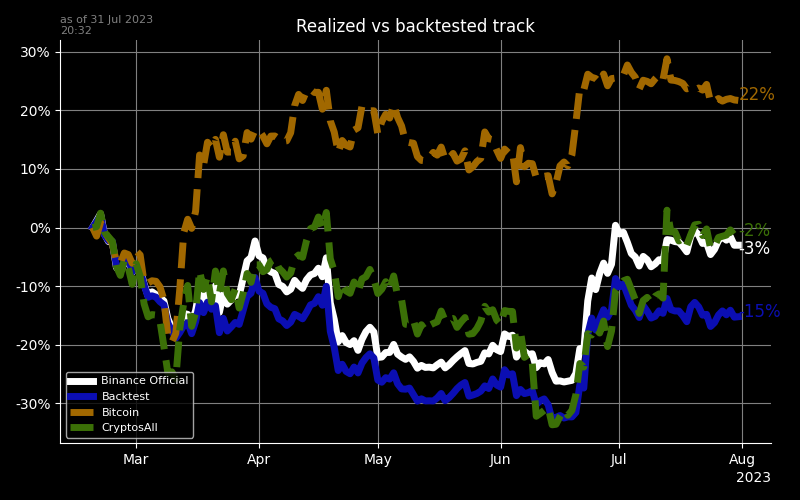 as of 31 Jul 2023
20:32
Realized vs backtested track
30%
20%
10%
0%
-10%
-20%
-30%
22%
-2%
-3%
-15%
Binance Official
Backtest
Bitcoin
CryptosAll
Mar
Apr
May
Jun
Jul
Aug
2023